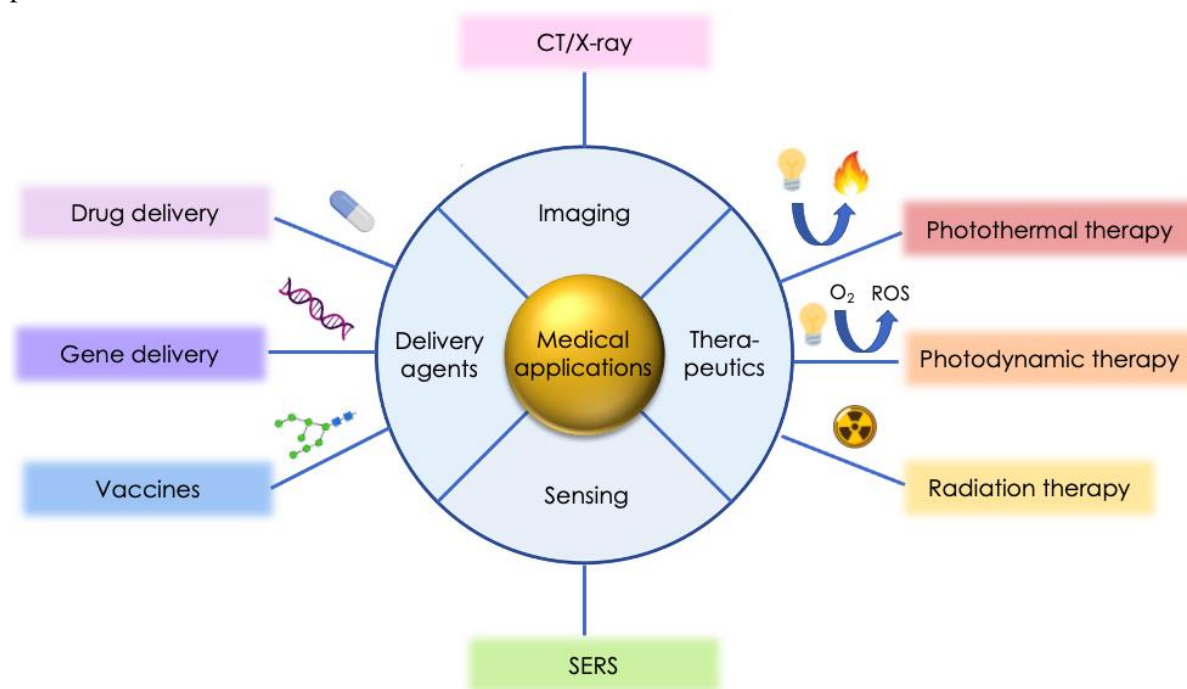 CT/X-ray
Drug delivery
Imaging
Photothermal therapy
O₂ ROS
Gene delivery
Delivery
agents
Medical
applications
Thera-
peutics
Photodynamic therapy
Vaccines
Sensing
Radiation therapy
SERS